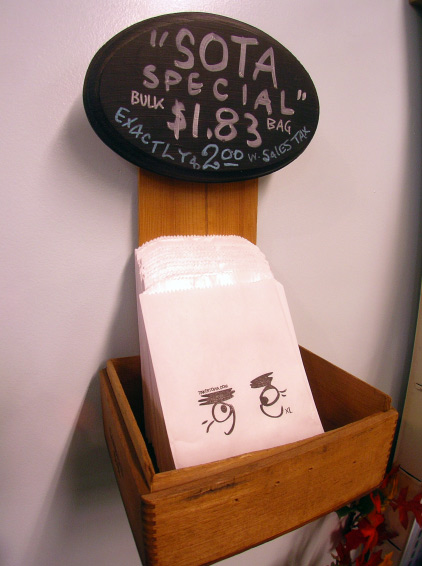 "SOTA
SPECIAL"
BULK $1.83 BAG
EXACTLY $2.00 W. SALES TAX
XL